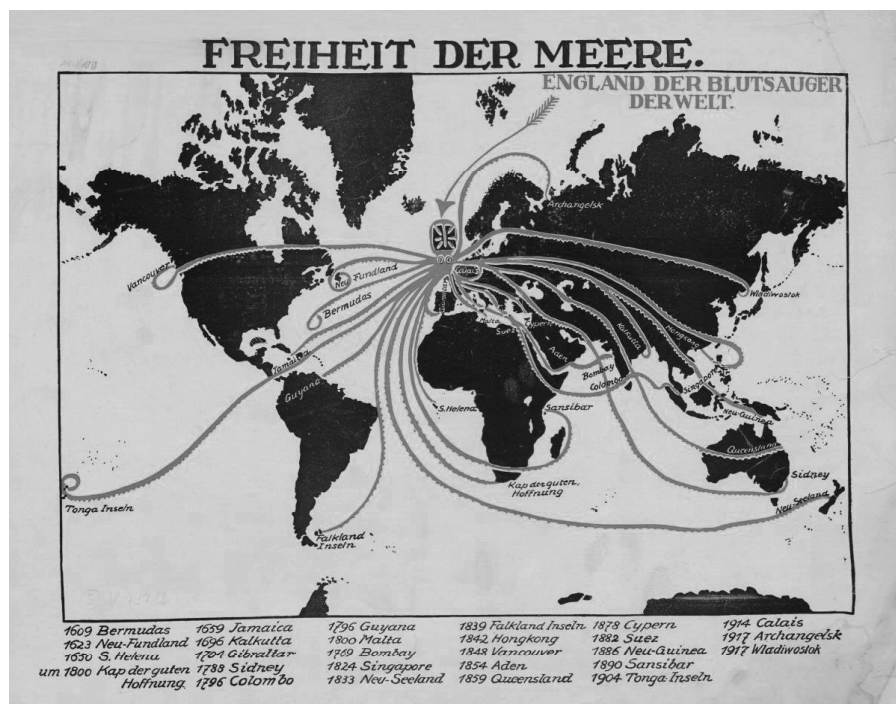 FREIHEIT DER MEERE.
ENGLAND DER BLUTSAUGER
DER WELT.
Archangelsk
Vancouver
Neu
Fundland
Calais
Wladiwostok
Bermudas
Malta
Cypern
Suez
Kalkutta
Hongkong
Jamaica
Aden
Bombay
Colombo
Singapore
Guyana
S. Helena
Sansibar
Neu-Guinea
Queensland
Kap der guten,
Hoffnung
Sidney
Neu-Seeland
Tonga Inseln
Falkland
Inseln
1609 Bermudas
1623 Neu-Fundland
1650 S. Helena
um 1800 Kap der guten
Hoffnung
1659 Jamaica
1696 Kalkutta
1704 Gibraltar
1788 Sidney
1796 Colombo
1796 Guyana
1800 Malta
1769 Bombay
1824 Singapore
1833 Neu-Seeland
1839 Falkland Inseln
1842 Hongkong
1848 Vancouver
1854 Aden
1859 Queensland
1878 Cypern
1882 Suez
1886 Neu-Guinea
1890 Sansibar
1904 Tonga-Inseln
1914 Calais
1917 Archangelsk
1917 Wladiwostok